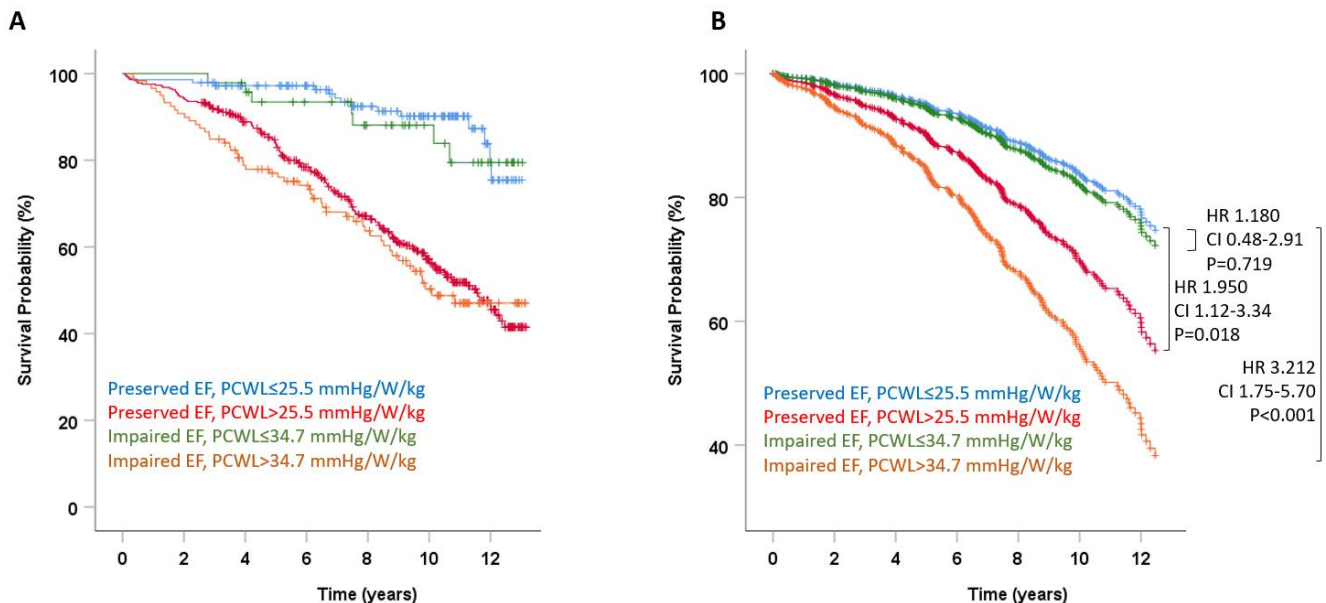 A
Survival Probability (%)
100
80
60
40
20
0
Preserved EF, PCWL≤25.5 mmHg/W/kg
Preserved EF, PCWL>25.5 mmHg/W/kg
Impaired EF, PCWL≤34.7 mmHg/W/kg
Impaired EF, PCWL>34.7 mmHg/W/kg
0 2 4 6 8 10 12
Time (years)
B
Survival Probability (%)
100
80
60
40
HR 1.180
CI 0.48-2.91
P=0.719
HR 1.950
CI 1.12-3.34
P=0.018
HR 3.212
CI 1.75-5.70
P<0.001
Preserved EF, PCWL≤25.5 mmHg/W/kg
Preserved EF, PCWL>25.5 mmHg/W/kg
Impaired EF, PCWL≤34.7 mmHg/W/kg
Impaired EF, PCWL>34.7 mmHg/W/kg
0 2 4 6 8 10 12
Time (years)